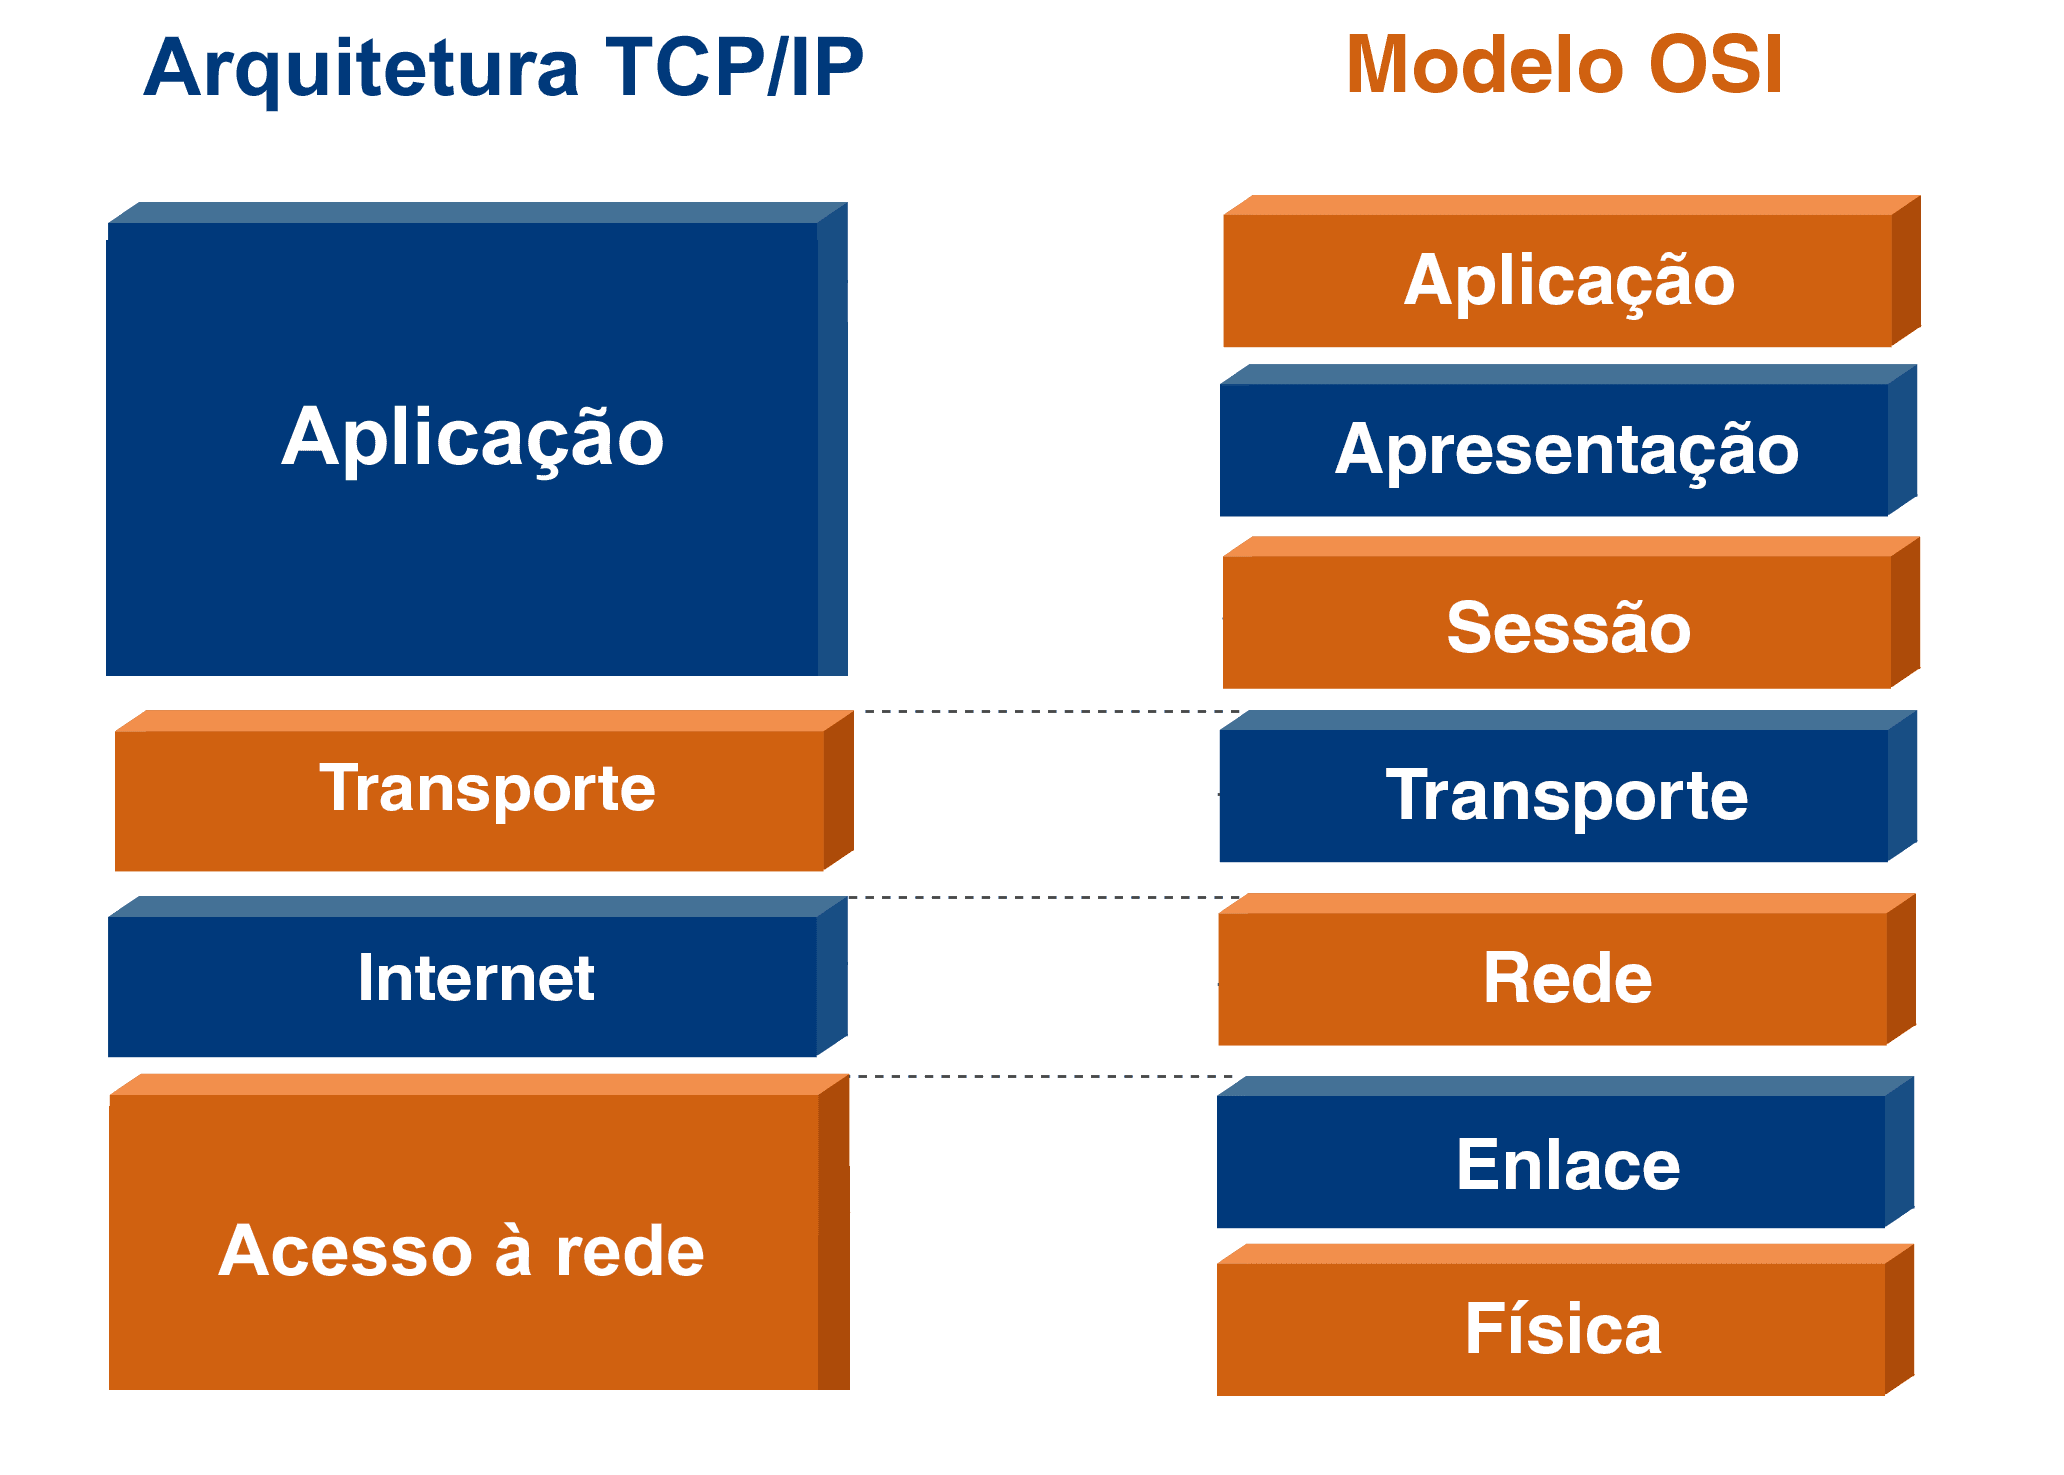 Arquitetura TCP/IP
Aplicação
Transporte
Internet
Acesso à rede
Modelo OSI
Aplicação
Apresentação
Sessão
Transporte
Rede
Enlace
Física